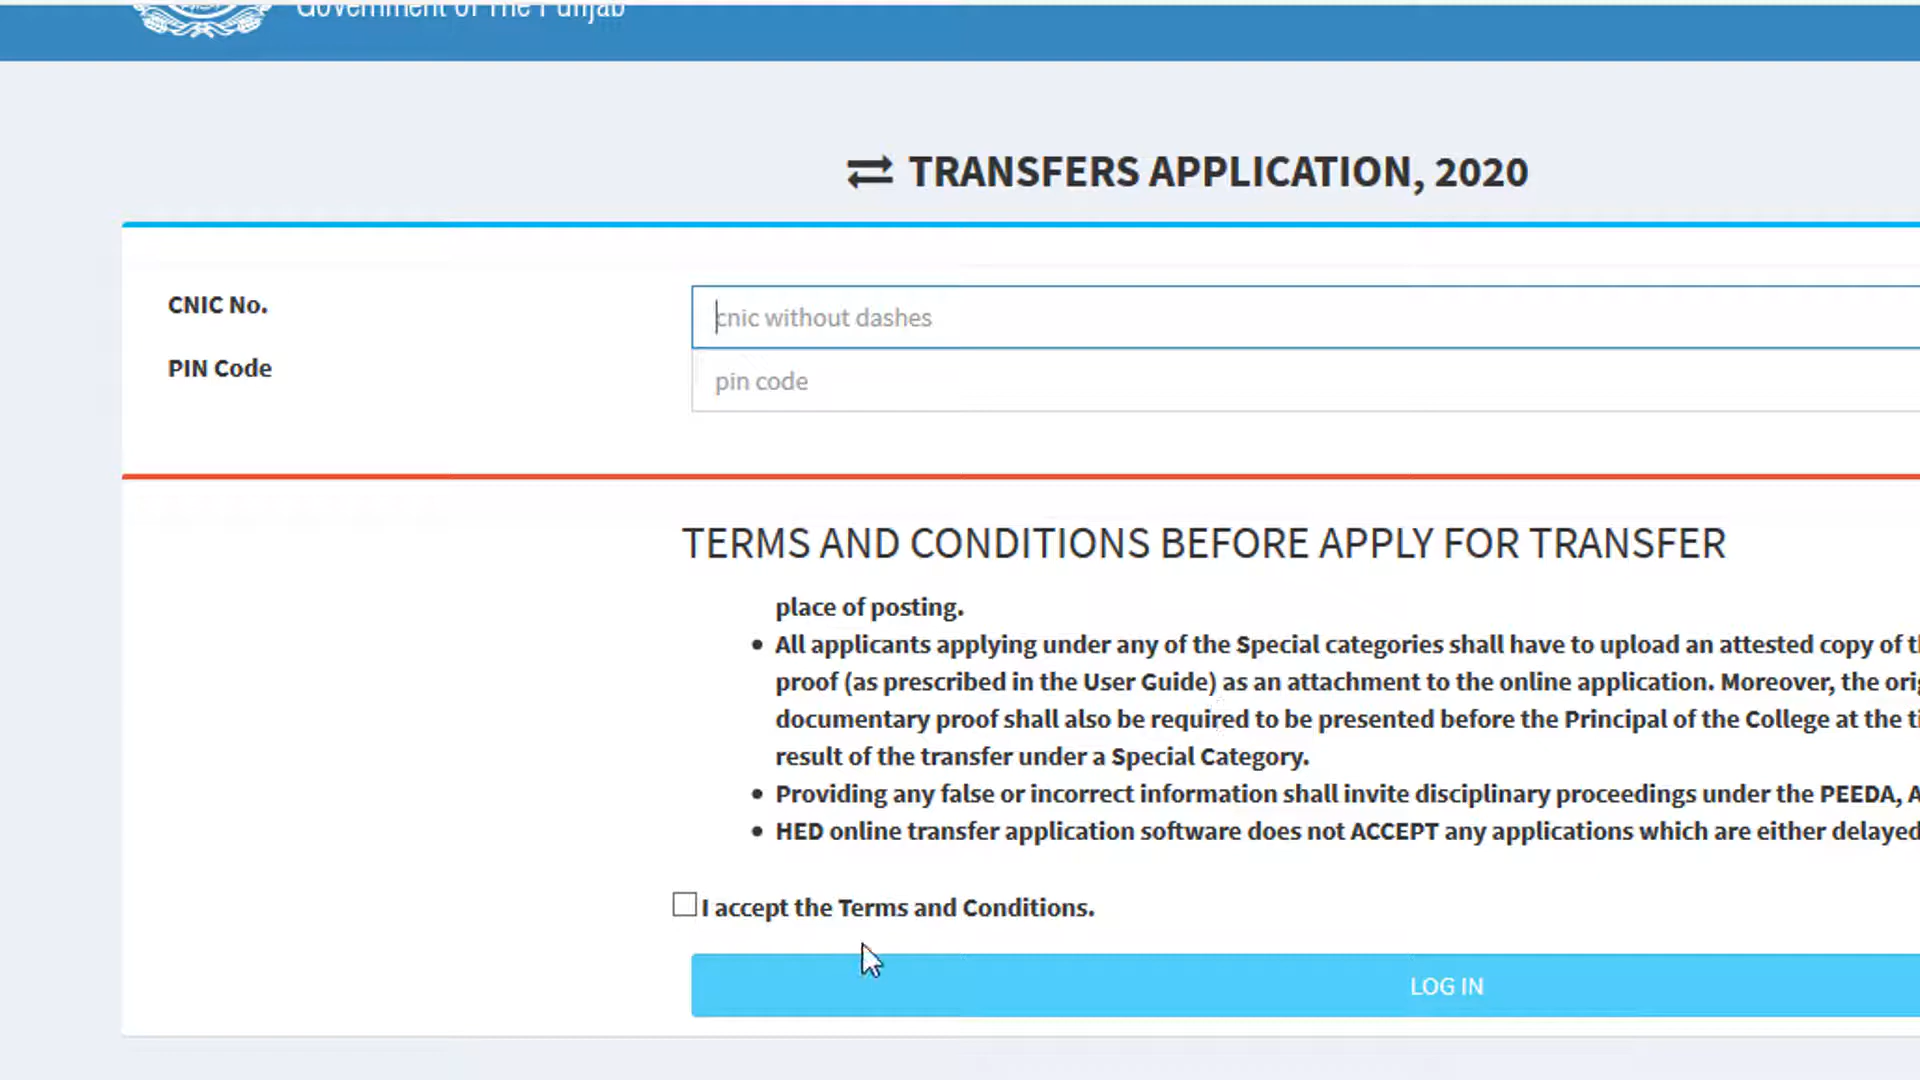 Government of The Punjab
TRANSFERS APPLICATION, 2020
CNIC No.
cnic without dashes
PIN Code
pin code
TERMS AND CONDITIONS BEFORE APPLY FOR TRANSFER
place of posting.
• All applicants applying under any of the Special categories shall have to upload an attested copy of
proof (as prescribed in the User Guide) as an attachment to the online application. Moreover, the
documentary proof shall also be required to be presented before the Principal of the College at the
result of the transfer under a Special Category.
• Providing any false or incorrect information shall invite disciplinary proceedings under the PEEDA,
• HED online transfer application software does not ACCEPT any applications which are either delayed
I accept the Terms and Conditions.
LOG IN